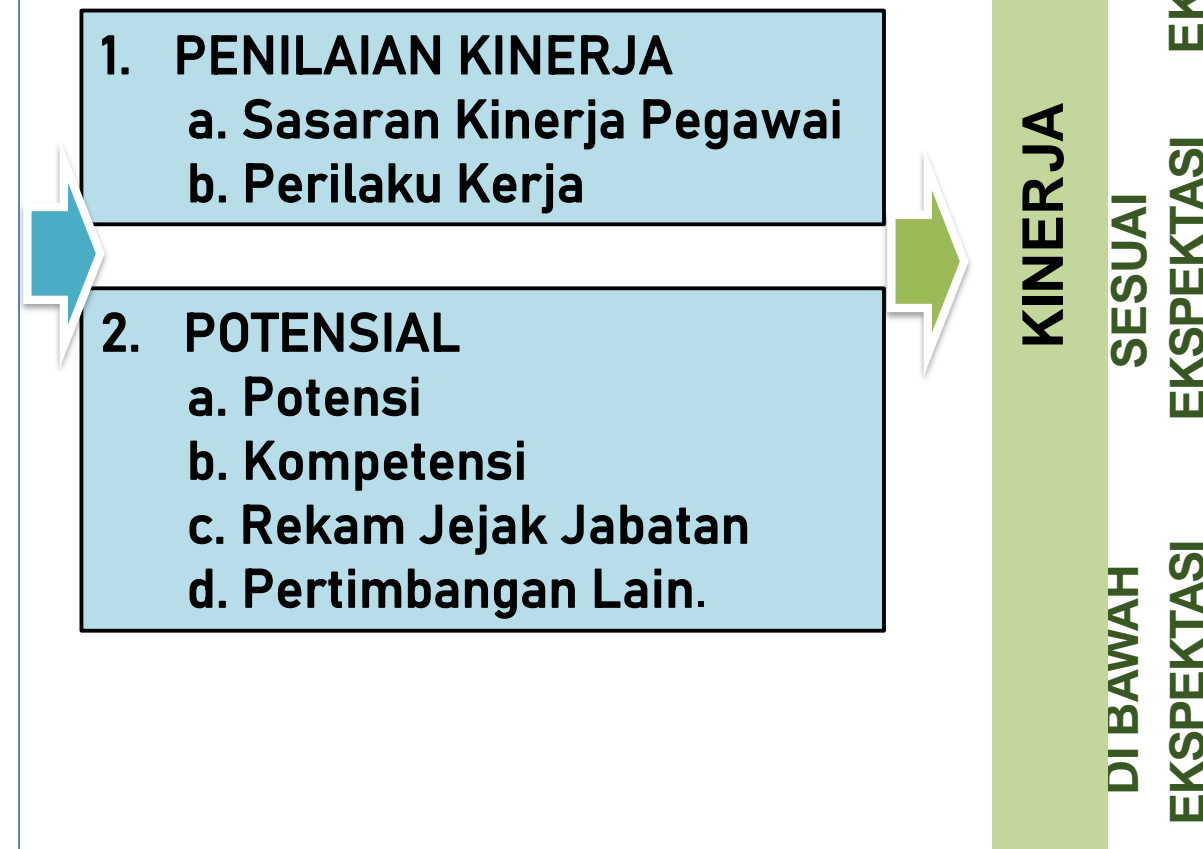 1. PENILAIAN KINERJA
a. Sasaran Kinerja Pegawai
b. Perilaku Kerja
2. POTENSIAL
a. Potensi
b. Kompetensi
c. Rekam Jejak Jabatan
d. Pertimbangan Lain.
KINERJA
SESUAI
EKSPEKTASI
DI BAWAH
EKSPEKTASI